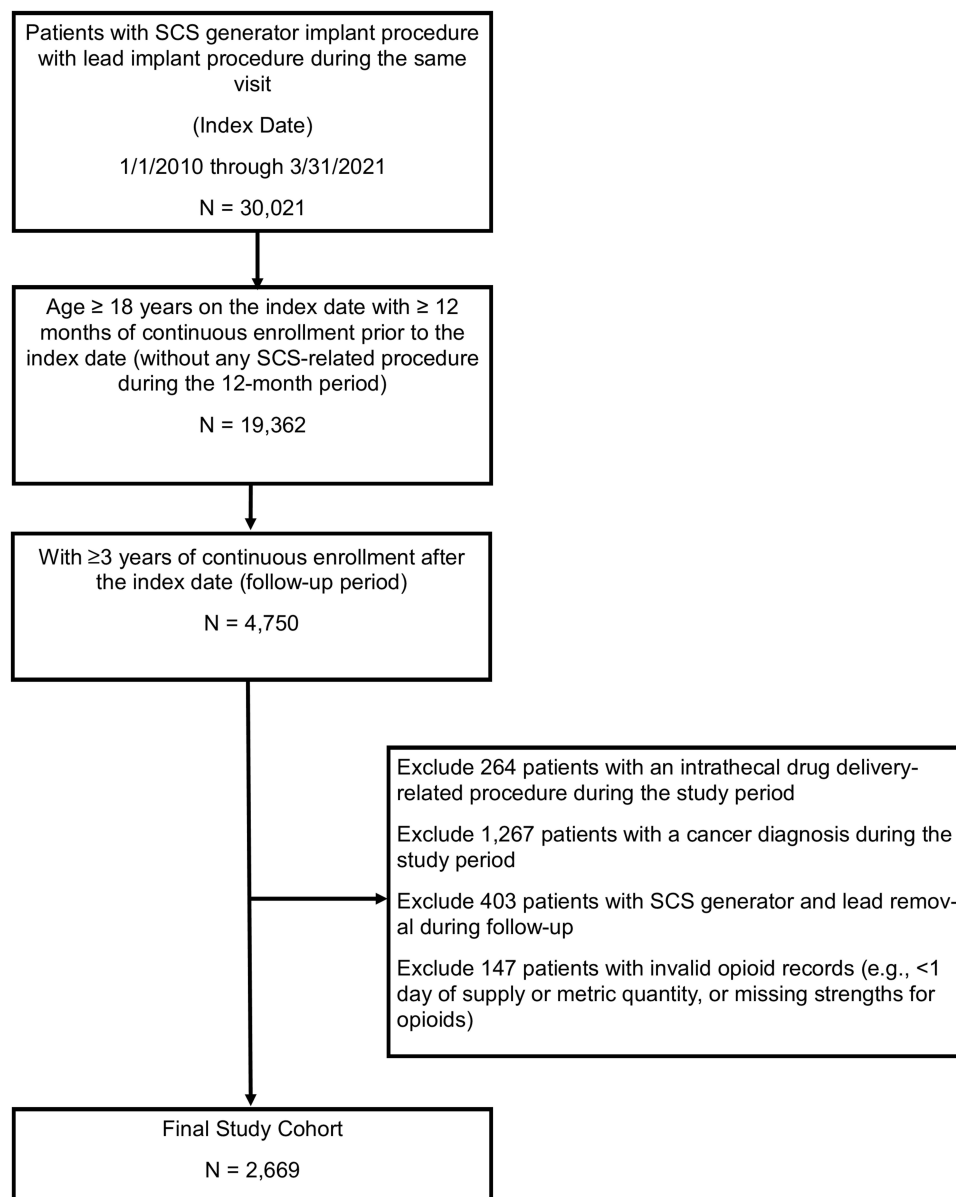 Patients with SCS generator implant procedure
with lead implant procedure during the same
visit
(Index Date)
1/1/2010 through 3/31/2021
N = 30,021
Age ≥ 18 years on the index date with ≥ 12
months of continuous enrollment prior to the
index date (without any SCS-related procedure
during the 12-month period)
N = 19,362
With ≥3 years of continuous enrollment after
the index date (follow-up period)
N = 4,750
Exclude 264 patients with an intrathecal drug delivery-
related procedure during the study period
Exclude 1,267 patients with a cancer diagnosis during the
study period
Exclude 403 patients with SCS generator and lead remov-
al during follow-up
Exclude 147 patients with invalid opioid records (e.g., <1
day of supply or metric quantity, or missing strengths for
opioids)
Final Study Cohort
N = 2,669